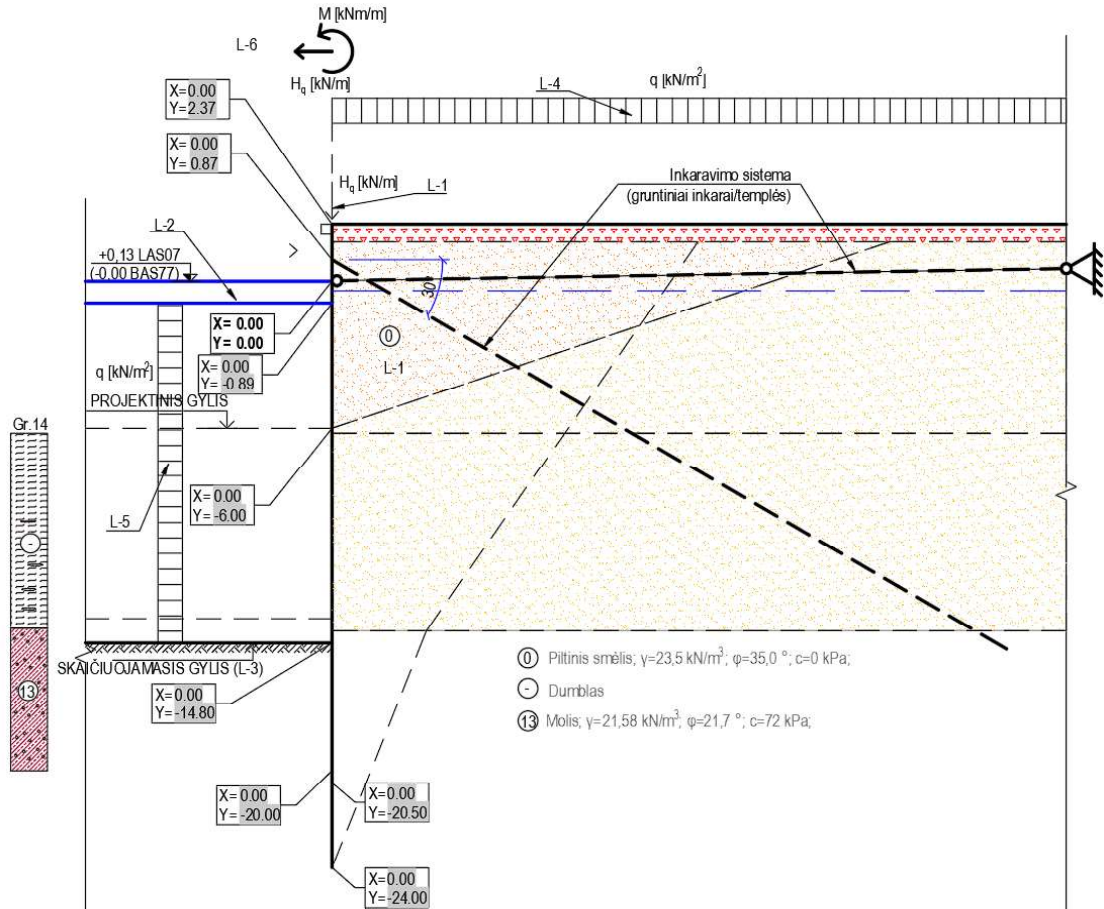 M [kNm/m]
L-6
H_q [kN/m]
X=0.00
Y=2.37
L-4
q [kN/m²]
X= 0.00
Y= 0.87
H_q [kN/m]
L-1
Inkaravimo sistema
(gruntiniai inkarai/templės)
L-2
+0,13 LAS07
(-0.00 BAS77)
30°
X= 0.00
Y= 0.00
0
L-1
X= 0.00
Y= -0.89
q [kN/m²]
PROJEKTINIS GYLIS
Gr.14
X= 0.00
Y= -6.00
L-5
-
SKAIČIUOJAMASIS GYLIS (L-3)
0 Piltinis smėlis; γ=23,5 kN/m³; φ=35,0 °; c=0 kPa;
- Dumblas
13 Molis; γ=21,58 kN/m³; φ=21,7 °; c=72 kPa;
13
X=0.00
Y=-14.80
X=0.00
Y=-20.00
X=0.00
Y=-20.50
X=0.00
Y=-24.00